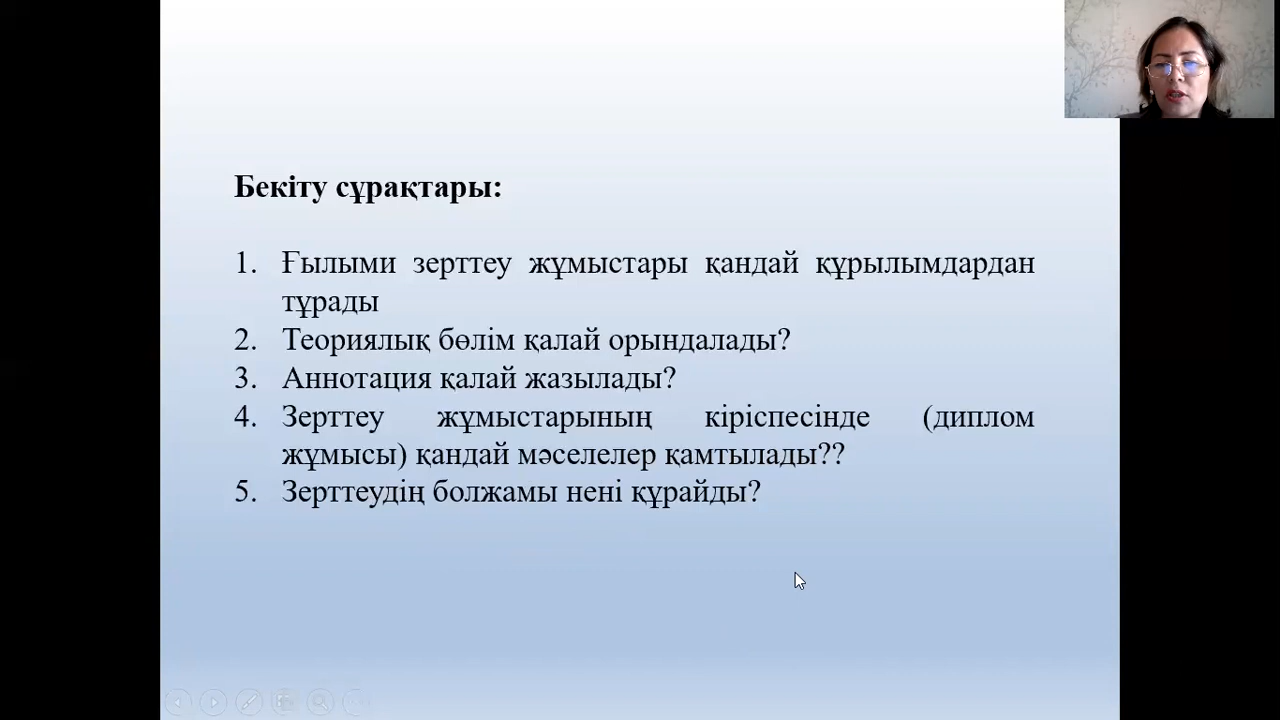 Бекіту сұрақтары:
1. Ғылыми зерттеу жұмыстары қандай құрылымдардан
тұрады
2. Теориялық бөлім қалай орындалады?
3. Аннотация қалай жазылады?
4. Зерттеу жұмыстарының кіріспесінде (диплом
жұмысы) қандай мәселелер қамтылады??
5. Зерттеудің болжамы нені құрайды?